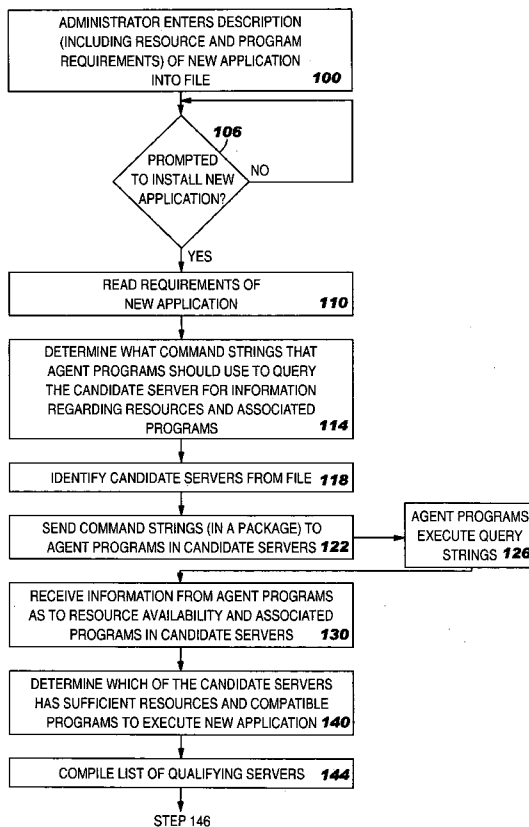 ADMINISTRATOR ENTERS DESCRIPTION
(INCLUDING RESOURCE AND PROGRAM
REQUIREMENTS) OF NEW APPLICATION
INTO FILE 100
106
PROMPTED
TO INSTALL NEW
APPLICATION?
NO
YES
READ REQUIREMENTS OF
NEW APPLICATION 110
DETERMINE WHAT COMMAND STRINGS THAT
AGENT PROGRAMS SHOULD USE TO QUERY
THE CANDIDATE SERVER FOR INFORMATION
REGARDING RESOURCES AND ASSOCIATED
PROGRAMS 114
IDENTIFY CANDIDATE SERVERS FROM FILE 118
SEND COMMAND STRINGS (IN A PACKAGE) TO
AGENT PROGRAMS IN CANDIDATE SERVERS 122
AGENT PROGRAMS
EXECUTE QUERY
STRINGS 126
RECEIVE INFORMATION FROM AGENT PROGRAMS
AS TO RESOURCE AVAILABILITY AND ASSOCIATED
PROGRAMS IN CANDIDATE SERVERS 130
DETERMINE WHICH OF THE CANDIDATE SERVERS
HAS SUFFICIENT RESOURCES AND COMPATIBLE
PROGRAMS TO EXECUTE NEW APPLICATION 140
COMPILE LIST OF QUALIFYING SERVERS 144
STEP 146